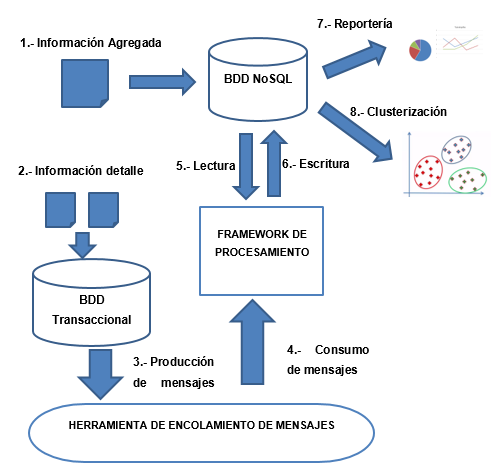 7.- Reportería
1.- Información Agregada
BDD NoSQL
8.- Clusterización
5.- Lectura
6.- Escritura
2.- Información detalle
FRAMEWORK DE
PROCESAMIENTO
BDD
Transaccional
3.- Producción
de mensajes
4.- Consumo
de mensajes
HERRAMIENTA DE ENCOLAMIENTO DE MENSAJES